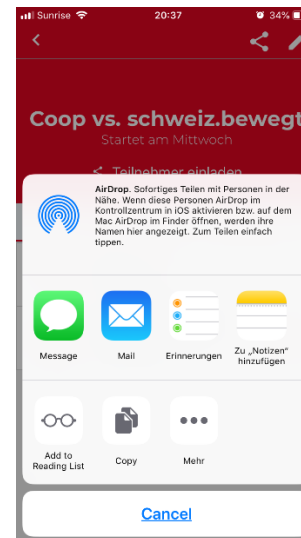 Sunrise 20:37 34%
Coop vs. schweiz.bewegt
Startet am Mittwoch
Teilnehmer einladen
AirDrop. Sofortiges Teilen mit Personen in der
Nähe. Wenn diese Personen AirDrop im
Kontrollzentrum in iOS aktivieren bzw. auf dem
Mac AirDrop im Finder öffnen, werden ihre
Namen hier angezeigt. Zum Teilen einfach
tippen.
Message Mail Erinnerungen Zu „Notizen“
hinzufügen
Add to
Reading List Copy Mehr
Cancel